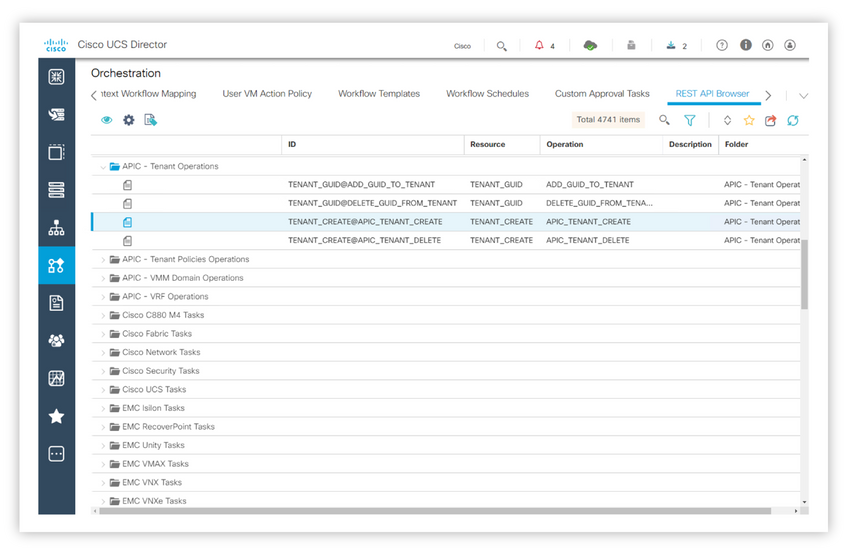 CISCO
Cisco UCS Director
Cisco
4
2
Orchestration
ntext Workflow Mapping
User VM Action Policy
Workflow Templates
Workflow Schedules
Custom Approval Tasks
REST API Browser
Total 4741 items
ID Resource Operation Description Folder
APIC - Tenant Operations
TENANT_GUID@ADD_GUID_TO_TENANT TENANT_GUID ADD_GUID_TO_TENANT APIC - Tenant Operat
TENANT_GUID@DELETE_GUID_FROM_TENANT TENANT_GUID DELETE_GUID_FROM_TENA... APIC - Tenant Operat
TENANT_CREATE@APIC_TENANT_CREATE TENANT_CREATE APIC_TENANT_CREATE APIC - Tenant Operat
TENANT_CREATE@APIC_TENANT_DELETE TENANT_CREATE APIC_TENANT_DELETE APIC - Tenant Operat
APIC - Tenant Policies Operations
APIC - VMM Domain Operations
APIC - VRF Operations
Cisco C880 M4 Tasks
Cisco Fabric Tasks
Cisco Network Tasks
Cisco Security Tasks
Cisco UCS Tasks
EMC Isilon Tasks
EMC RecoverPoint Tasks
EMC Unity Tasks
EMC VMAX Tasks
EMC VNX Tasks
EMC VNXe Tasks